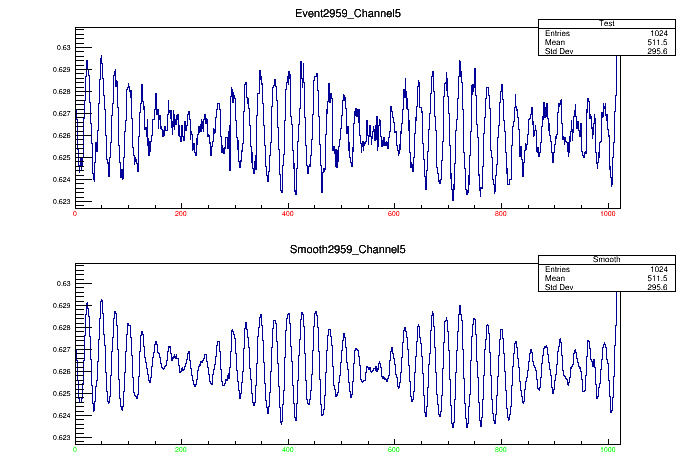 Event2959_Channel5
Test
Entries 1024
Mean 511.5
Std Dev 295.6
0.63
0.629
0.628
0.627
0.626
0.625
0.624
0.623
0 200 400 600 800 1000
Smooth2959_Channel5
Smooth
Entries 1024
Mean 511.5
Std Dev 295.6
0.63
0.629
0.628
0.627
0.626
0.625
0.624
0.623
0 200 400 600 800 1000